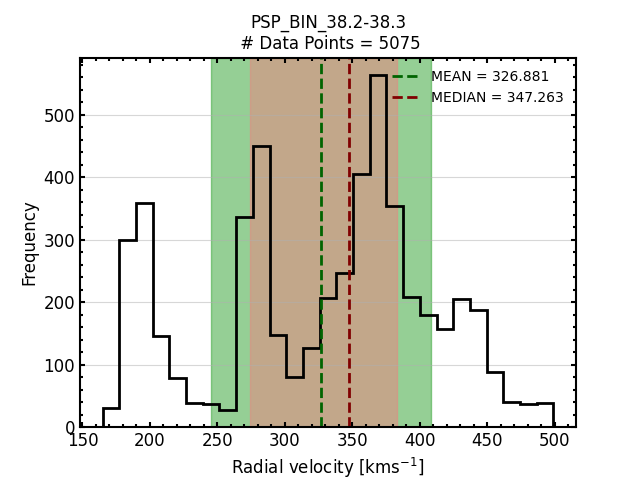 PSP_BIN_38.2-38.3
# Data Points = 5075
MEAN = 326.881
MEDIAN = 347.263
Frequency
500
400
300
200
100
0
150 200 250 300 350 400 450 500
Radial velocity [kms⁻¹]